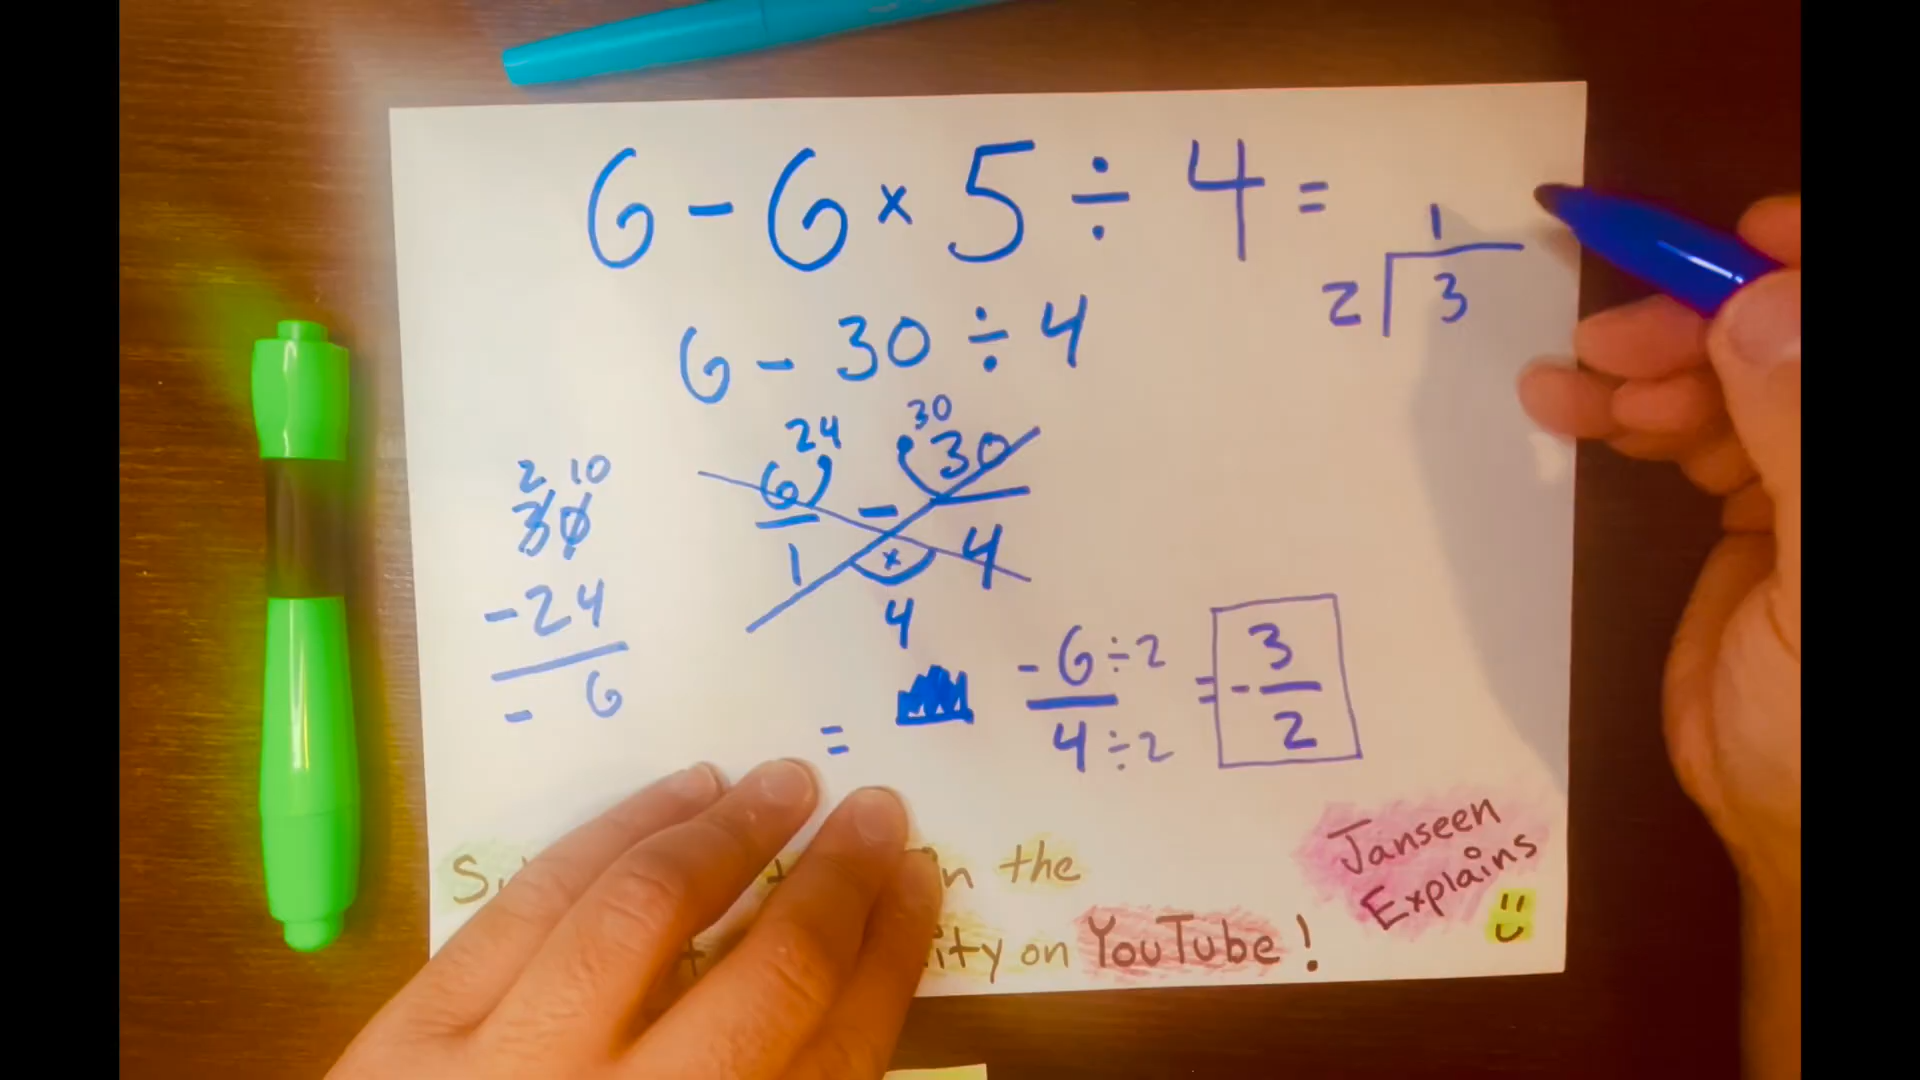 6 - 6 × 5 ÷ 4 =
1
2 3
6 - 30 ÷ 4
24 30
6 - 30
1 × 4
4
2 10
30
- 24
- 6
= -6 ÷2 = - 3
4 ÷2 2
in the
on YouTube!
Janseen
Explains